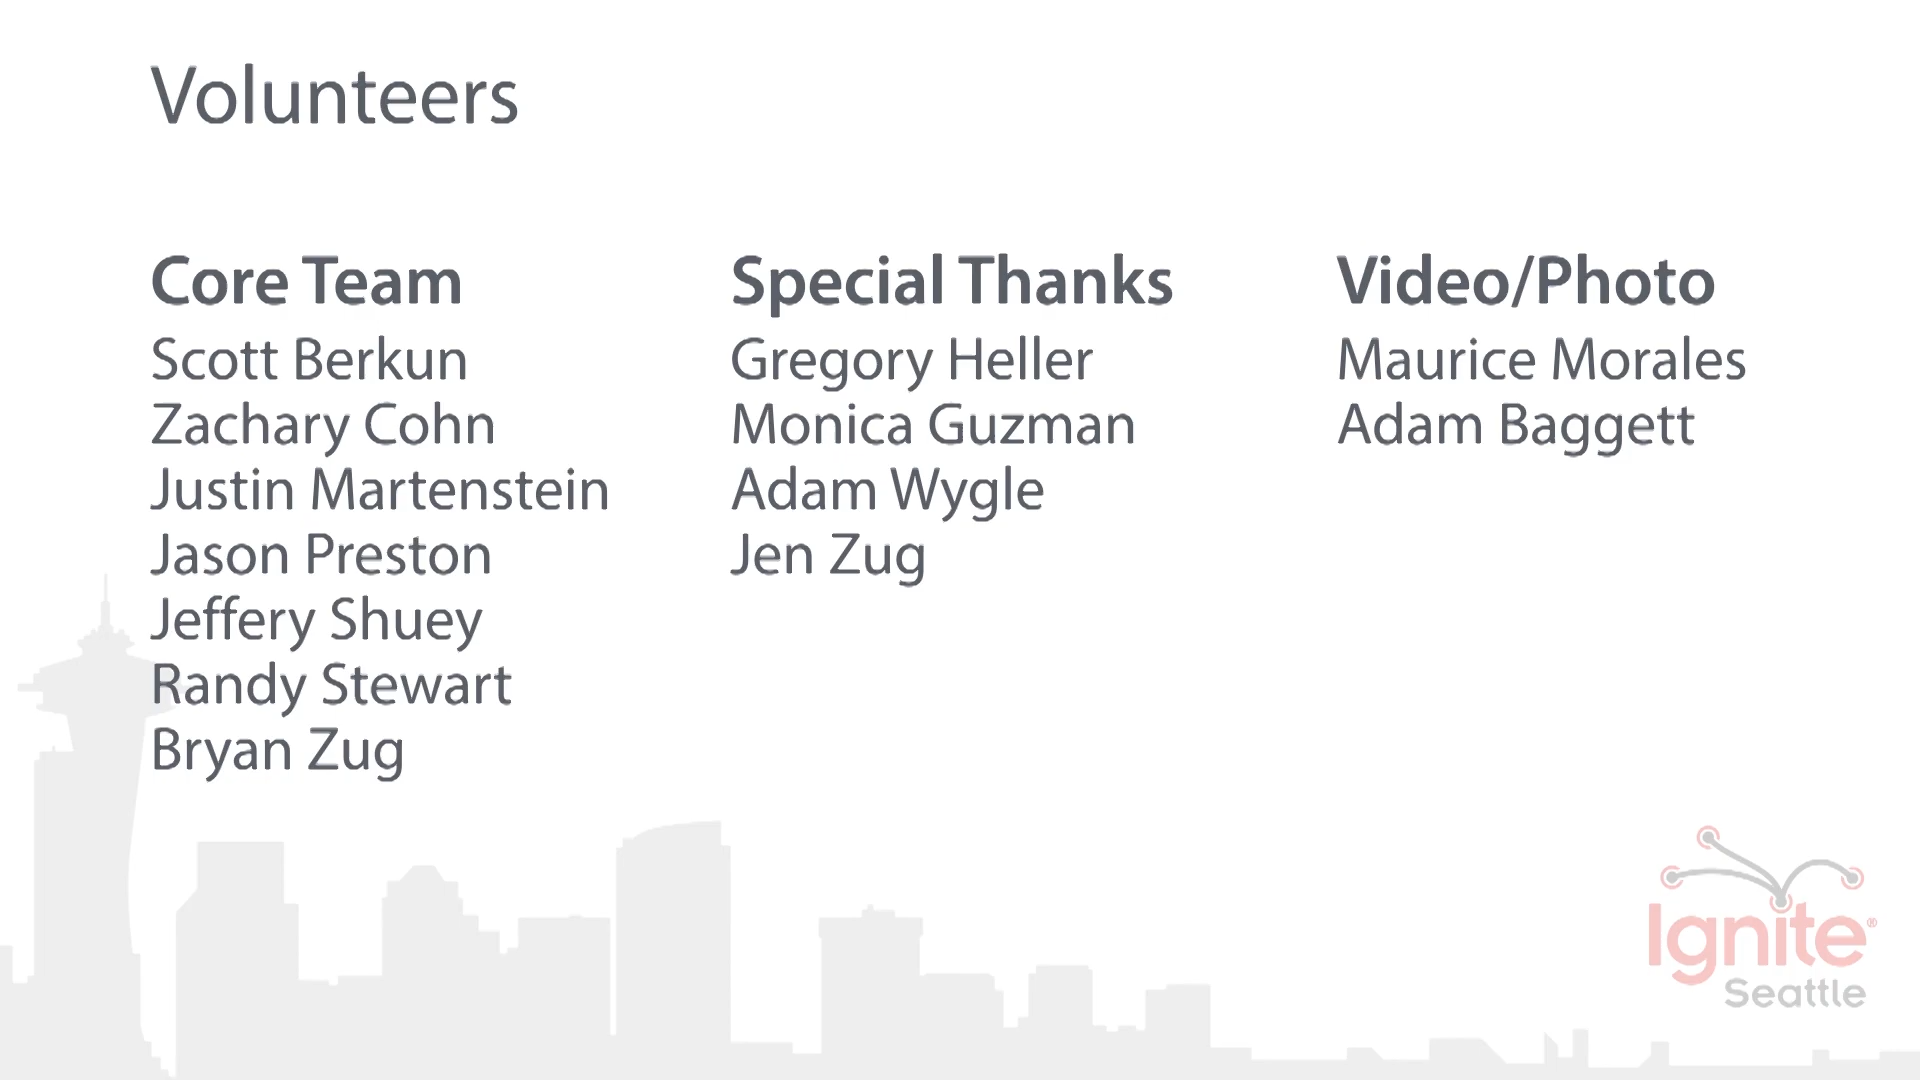 Volunteers
Core Team
Scott Berkun
Zachary Cohn
Justin Martenstein
Jason Preston
Jeffery Shuey
Randy Stewart
Bryan Zug
Special Thanks
Gregory Heller
Monica Guzman
Adam Wygle
Jen Zug
Video/Photo
Maurice Morales
Adam Baggett
Ignite®
Seattle